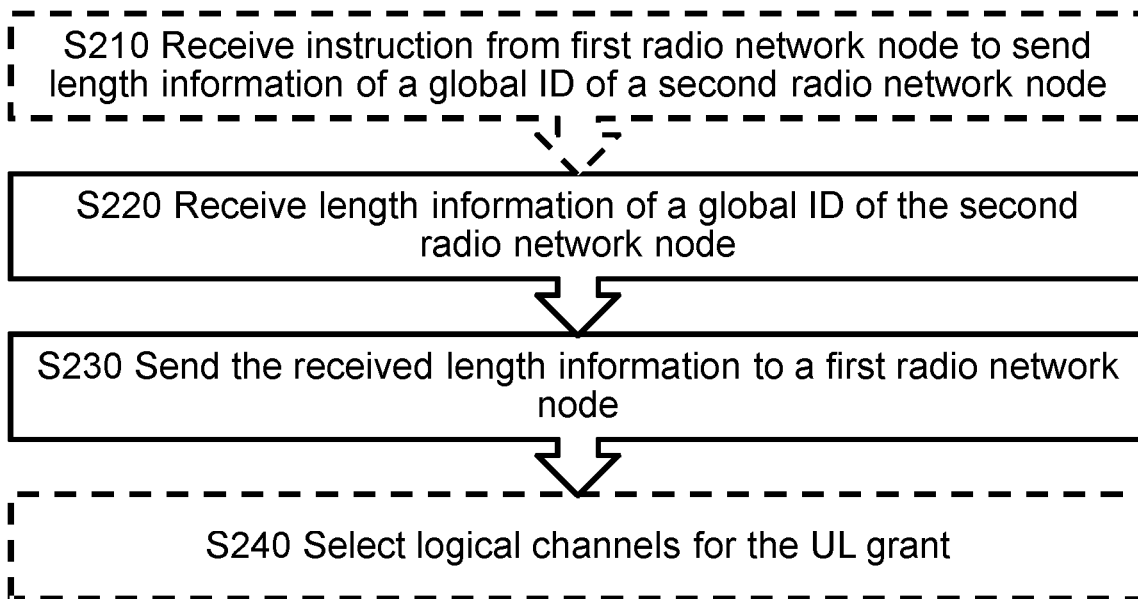 S210 Receive instruction from first radio network node to send
length information of a global ID of a second radio network node
S220 Receive length information of a global ID of the second
radio network node
S230 Send the received length information to a first radio network
node
S240 Select logical channels for the UL grant